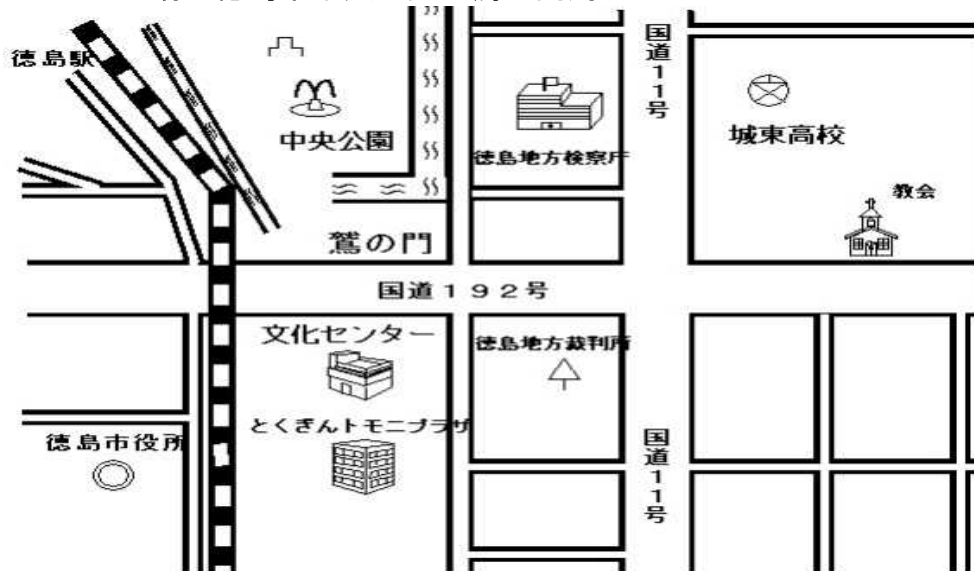 国道11号
徳島駅
中央公園
徳島地方検察庁
城東高校
教会
鷲の門
国道192号
文化センター
徳島地方裁判所
とくぎんトモニプラザ
徳島市役所
国道11号